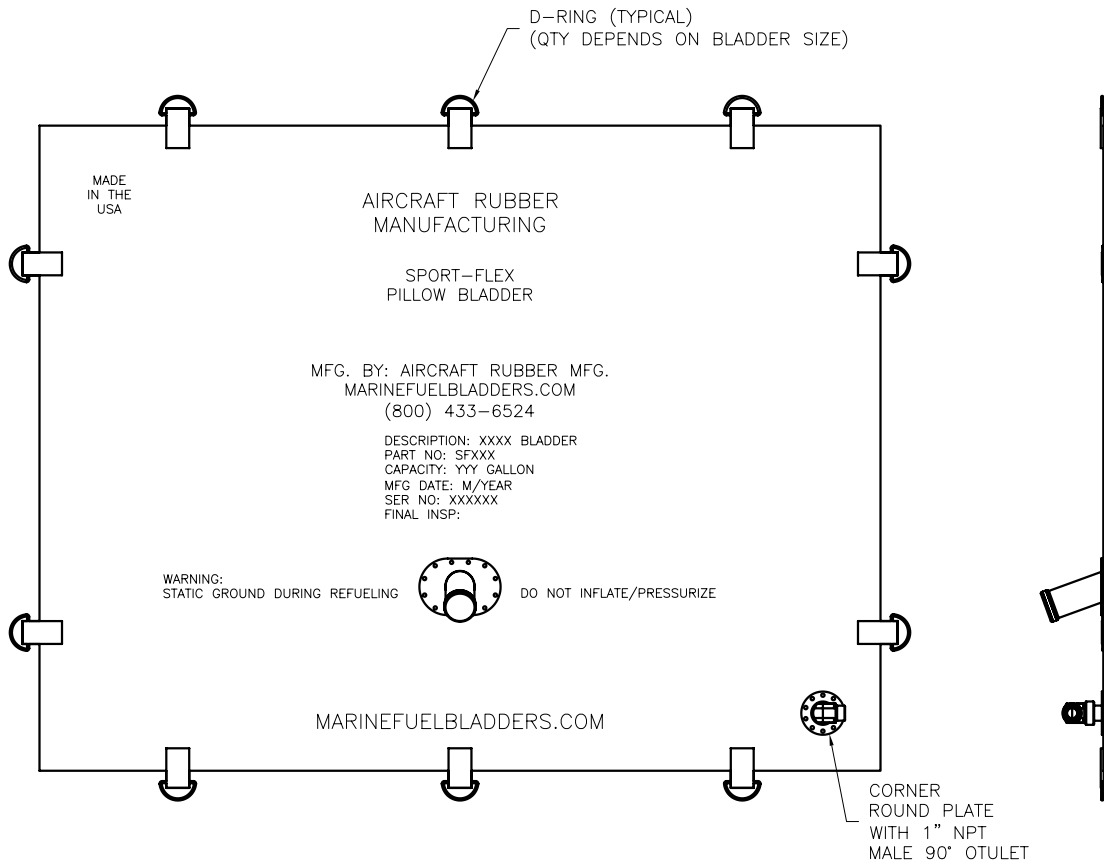 D-RING (TYPICAL)
(QTY DEPENDS ON BLADDER SIZE)
MADE
IN THE
USA
AIRCRAFT RUBBER
MANUFACTURING
SPORT-FLEX
PILLOW BLADDER
MFG. BY: AIRCRAFT RUBBER MFG.
MARINEFUELBLADDERS.COM
(800) 433-6524
DESCRIPTION: XXXX BLADDER
PART NO: SFXXX
CAPACITY: YYY GALLON
MFG DATE: M/YEAR
SER NO: XXXXXX
FINAL INSP:
WARNING:
STATIC GROUND DURING REFUELING
DO NOT INFLATE/PRESSURIZE
MARINEFUELBLADDERS.COM
CORNER
ROUND PLATE
WITH 1" NPT
MALE 90° OTULET